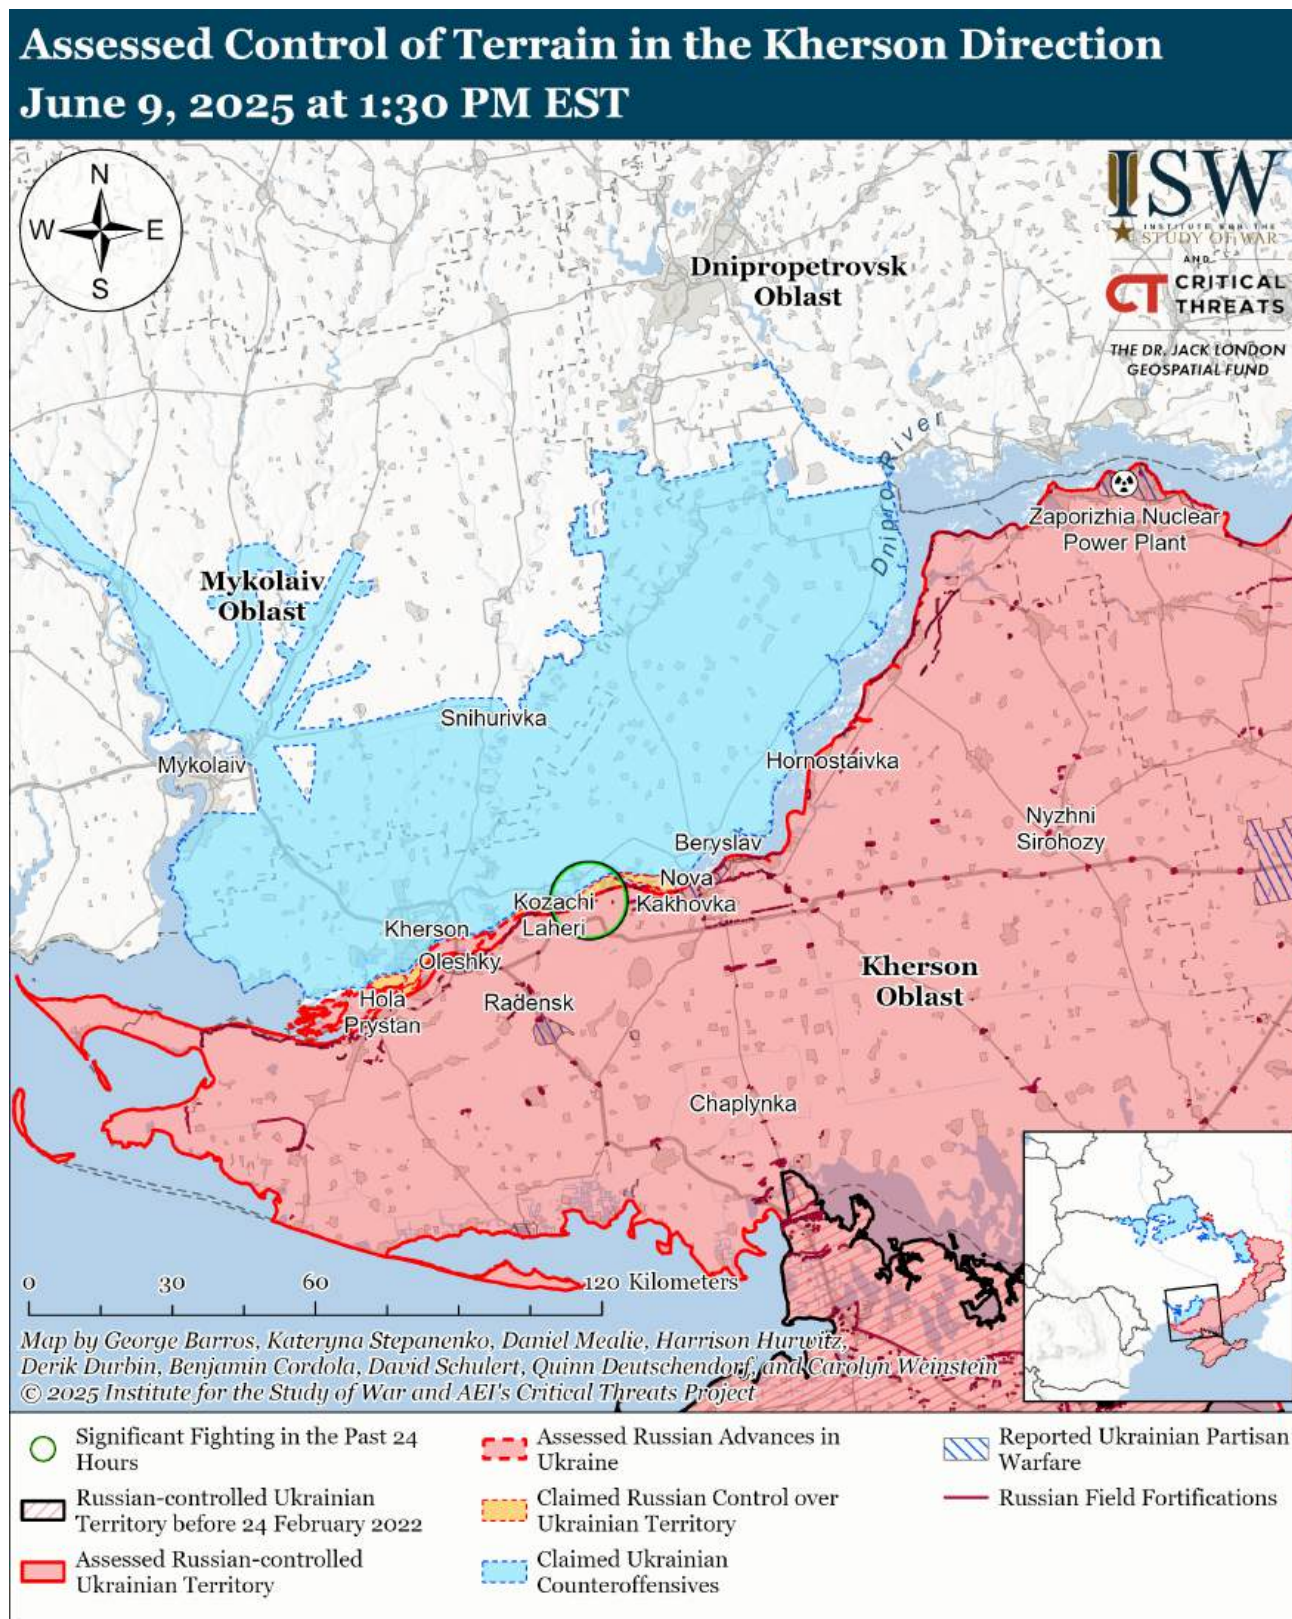 Assessed Control of Terrain in the Kherson Direction
June 9, 2025 at 1:30 PM EST
N
W
E
S
ISW
INSTITUTE FOR THE
STUDY OF WAR
AND
CT CRITICAL
THREATS
THE DR. JACK LONDON
GEOSPATIAL FUND
Dnipropetrovsk
Oblast
Dnipro River
Zaporizhia Nuclear
Power Plant
Mykolaiv
Oblast
Snihurivka
Mykolaiv
Hornostaivka
Nyzhni
Sirohozy
Beryslav
Nova
Kakhovka
Kozachi
Laheri
Kherson
Oleshky
Kherson
Oblast
Hola
Prystan
Radensk
Chaplynka
0
30
60
120 Kilometers
Map by George Barros, Kateryna Stepanenko, Daniel Mealie, Harrison Hurwitz,
Derik Durbin, Benjamin Cordola, David Schulert, Quinn Deutschendorf, and Carolyn Weinstein
© 2025 Institute for the Study of War and AEI's Critical Threats Project
Significant Fighting in the Past 24
Hours
Russian-controlled Ukrainian
Territory before 24 February 2022
Assessed Russian-controlled
Ukrainian Territory
Assessed Russian Advances in
Ukraine
Claimed Russian Control over
Ukrainian Territory
Claimed Ukrainian
Counteroffensives
Reported Ukrainian Partisan
Warfare
Russian Field Fortifications